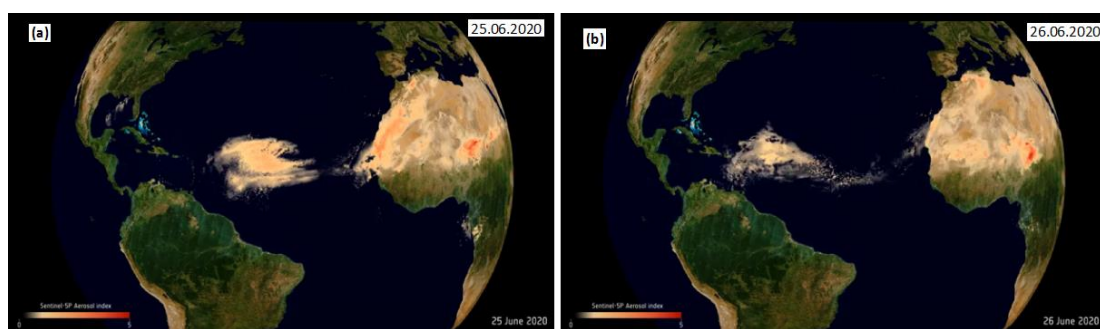 (a)
25.06.2020
Sentinel-5P Aerosol index
0 5
25 June 2020
(b)
26.06.2020
Sentinel-5P Aerosol index
0 5
26 June 2020